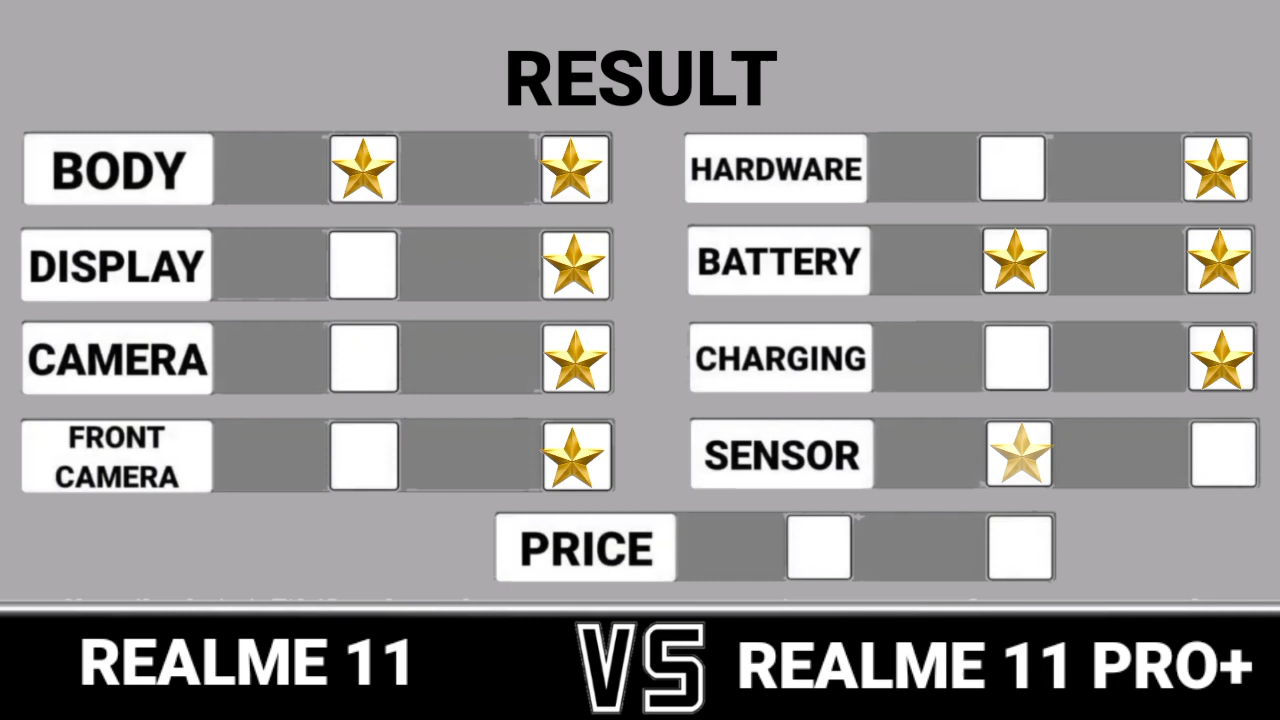 RESULT
BODY
DISPLAY
CAMERA
FRONT
CAMERA
HARDWARE
BATTERY
CHARGING
SENSOR
PRICE
REALME 11
VS
REALME 11 PRO+